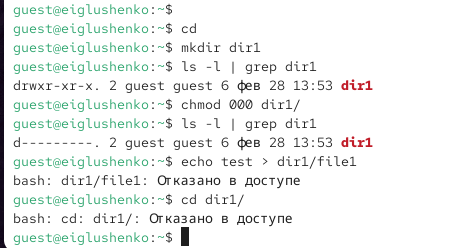 guest@eiglushenko:~$
guest@eiglushenko:~$ cd
guest@eiglushenko:~$ mkdir dir1
guest@eiglushenko:~$ ls -l | grep dir1
drwxr-xr-x. 2 guest guest 6 фев 28 13:53 dir1
guest@eiglushenko:~$ chmod 000 dir1/
guest@eiglushenko:~$ ls -l | grep dir1
d---------. 2 guest guest 6 фев 28 13:53 dir1
guest@eiglushenko:~$ echo test > dir1/file1
bash: dir1/file1: Отказано в доступе
guest@eiglushenko:~$ cd dir1/
bash: cd: dir1/: Отказано в доступе
guest@eiglushenko:~$